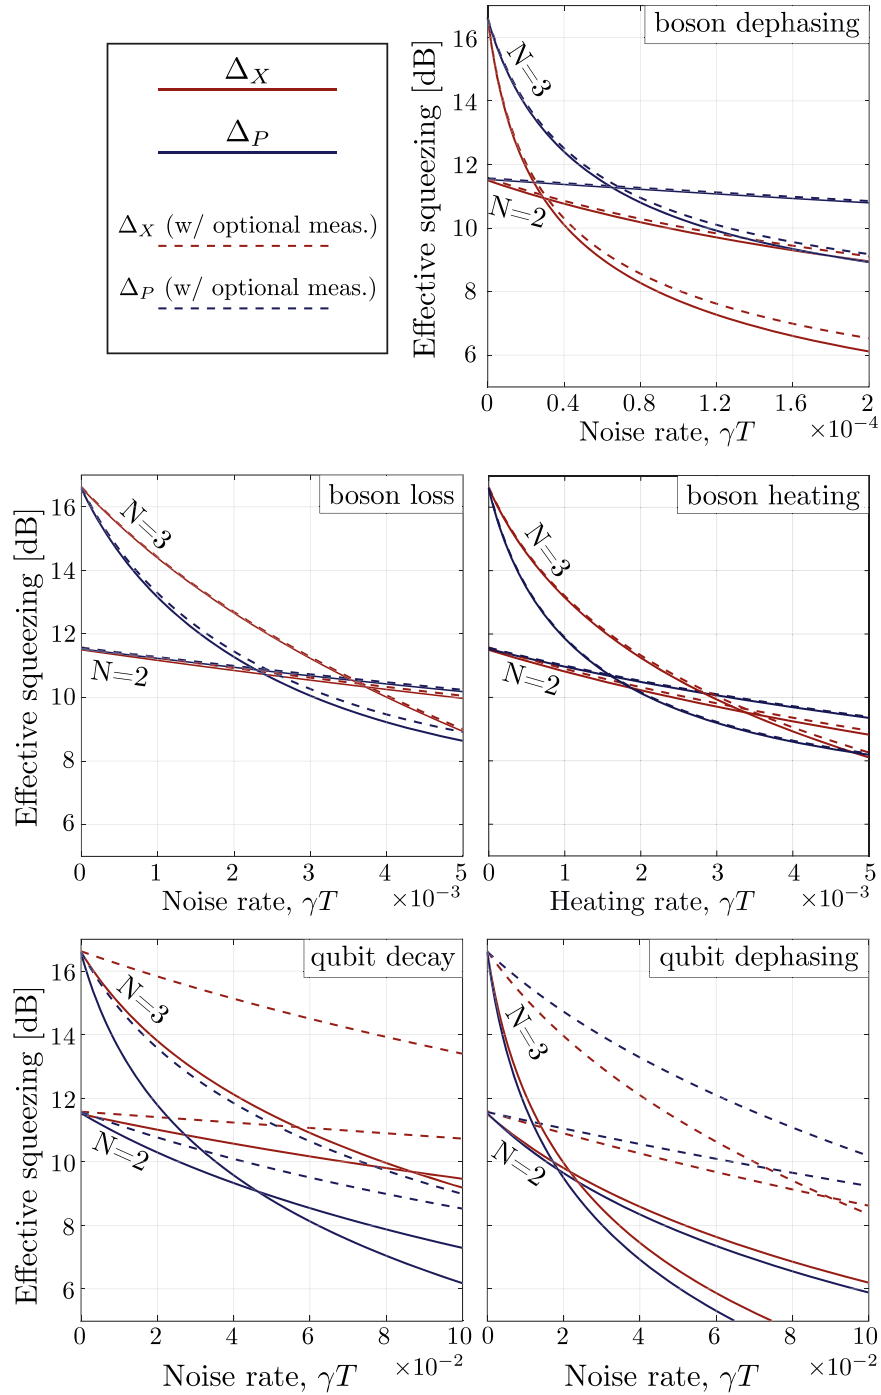 Δ_X
Δ_P
Δ_X (w/ optional meas.)
Δ_P (w/ optional meas.)
boson dephasing
Effective squeezing [dB]
16
14
12
10
8
6
N=3
N=2
0 0.4 0.8 1.2 1.6 2
Noise rate, γT ×10⁻⁴
boson loss
Effective squeezing [dB]
16
14
12
10
8
6
N=3
N=2
0 1 2 3 4 5
Noise rate, γT ×10⁻³
boson heating
N=3
N=2
0 1 2 3 4 5
Heating rate, γT ×10⁻³
qubit decay
Effective squeezing [dB]
16
14
12
10
8
6
N=3
N=2
0 2 4 6 8 10
Noise rate, γT ×10⁻²
qubit dephasing
N=3
N=2
0 2 4 6 8 10
Noise rate, γT ×10⁻²